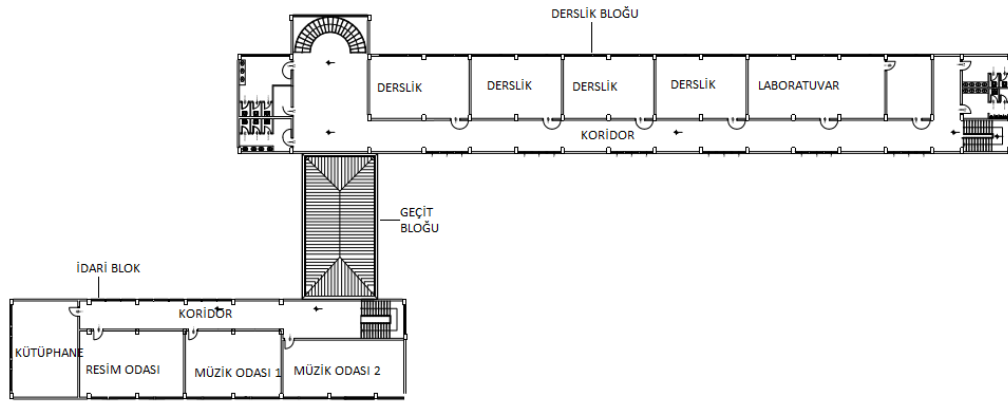 DERSLİK BLOĞU
DERSLİK
DERSLİK
DERSLİK
DERSLİK
LABORATUVAR
KORİDOR
GEÇİT
BLOĞU
İDARİ BLOK
KORİDOR
KÜTÜPHANE
RESİM ODASI
MÜZİK ODASI 1
MÜZİK ODASI 2